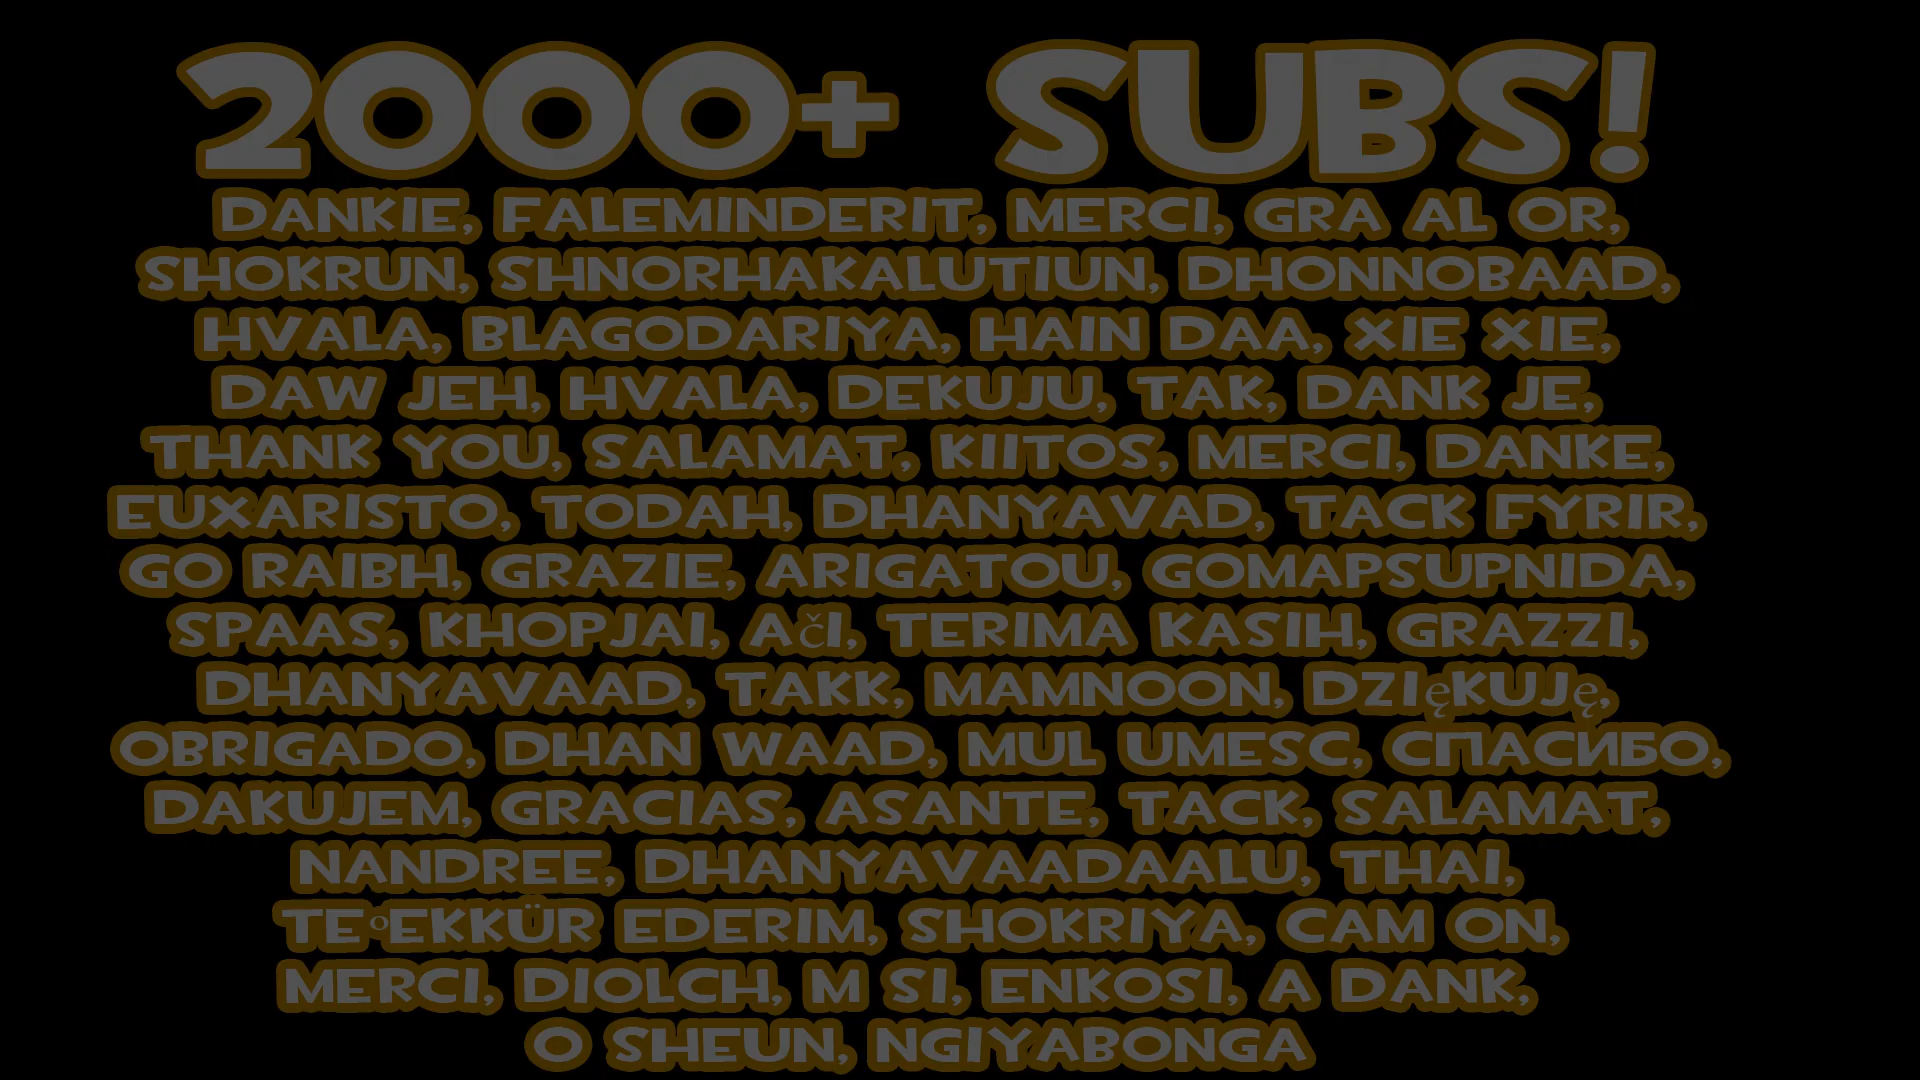 2000+ SUBS!
DANKIE, FALEMINDERIT, MERCI, GRA AL OR,
SHOKRUN, SHNORHAKALUTIUN, DHONNOBAAD,
HVALA, BLAGODARIYA, HAIN DAA, XIE XIE,
DAW JEH, HVALA, DEKUJU, TAK, DANK JE,
THANK YOU, SALAMAT, KIITOS, MERCI, DANKE,
EUXARISTO, TODAH, DHANYAVAD, TACK FYRIR,
GO RAIBH, GRAZIE, ARIGATOU, GOMAPSUPNIDA,
SPAAS, KHOPJAI, AčI, TERIMA KASIH, GRAZZI,
DHANYAVAAD, TAKK, MAMNOON, DZIęKUJę,
OBRIGADO, DHAN WAAD, MUL UMESC, СПАСИБО,
DAKUJEM, GRACIAS, ASANTE, TACK, SALAMAT,
NANDREE, DHANYAVAADAALU, THAI,
TEºEKKÜR EDERIM, SHOKRIYA, CAM ON,
MERCI, DIOLCH, M SI, ENKOSI, A DANK,
O SHEUN, NGIYABONGA